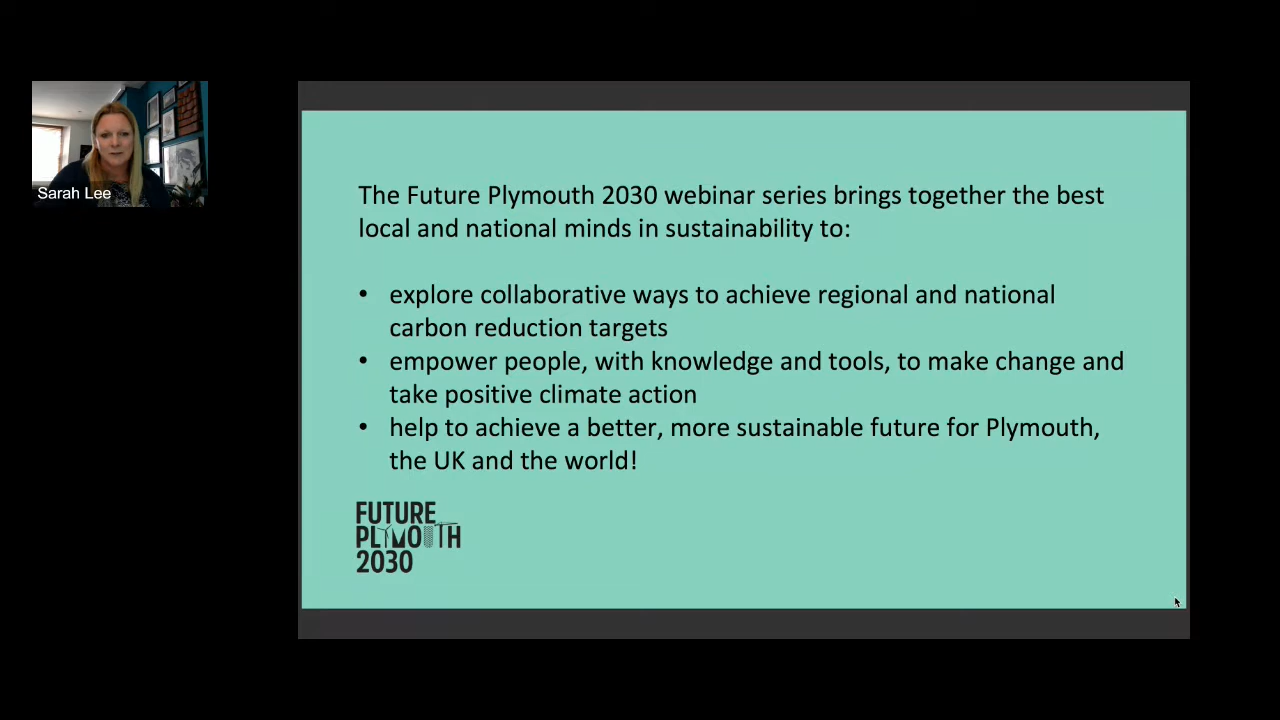 Sarah Lee
The Future Plymouth 2030 webinar series brings together the best
local and national minds in sustainability to:
• explore collaborative ways to achieve regional and national
carbon reduction targets
• empower people, with knowledge and tools, to make change and
take positive climate action
• help to achieve a better, more sustainable future for Plymouth,
the UK and the world!
FUTURE
PLYMOUTH
2030